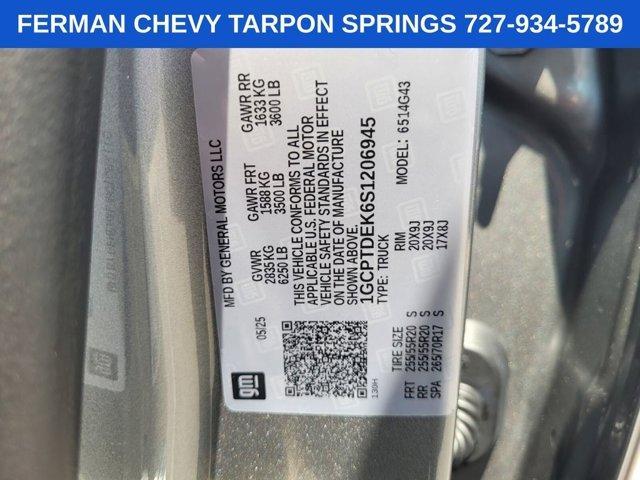 FERMAN CHEVY TARPON SPRINGS 727-934-5789
MFD BY GENERAL MOTORS LLC
GVWR GAWR FRT GAWR RR
2835 KG 1588 KG 1633 KG
6250 LB 3500 LB 3600 LB
THIS VEHICLE CONFORMS TO ALL
APPLICABLE U.S. FEDERAL MOTOR
VEHICLE SAFETY STANDARDS IN EFFECT
ON THE DATE OF MANUFACTURE
SHOWN ABOVE.
1GCPTDEK6S1206945
TYPE: TRUCK MODEL: 6514G43
05/25
gm
139H
TIRE SIZE RIM
FRT 255/55R20 S 20X9J
RR 255/55R20 S 20X9J
SPA 265/70R17 S 17X8J